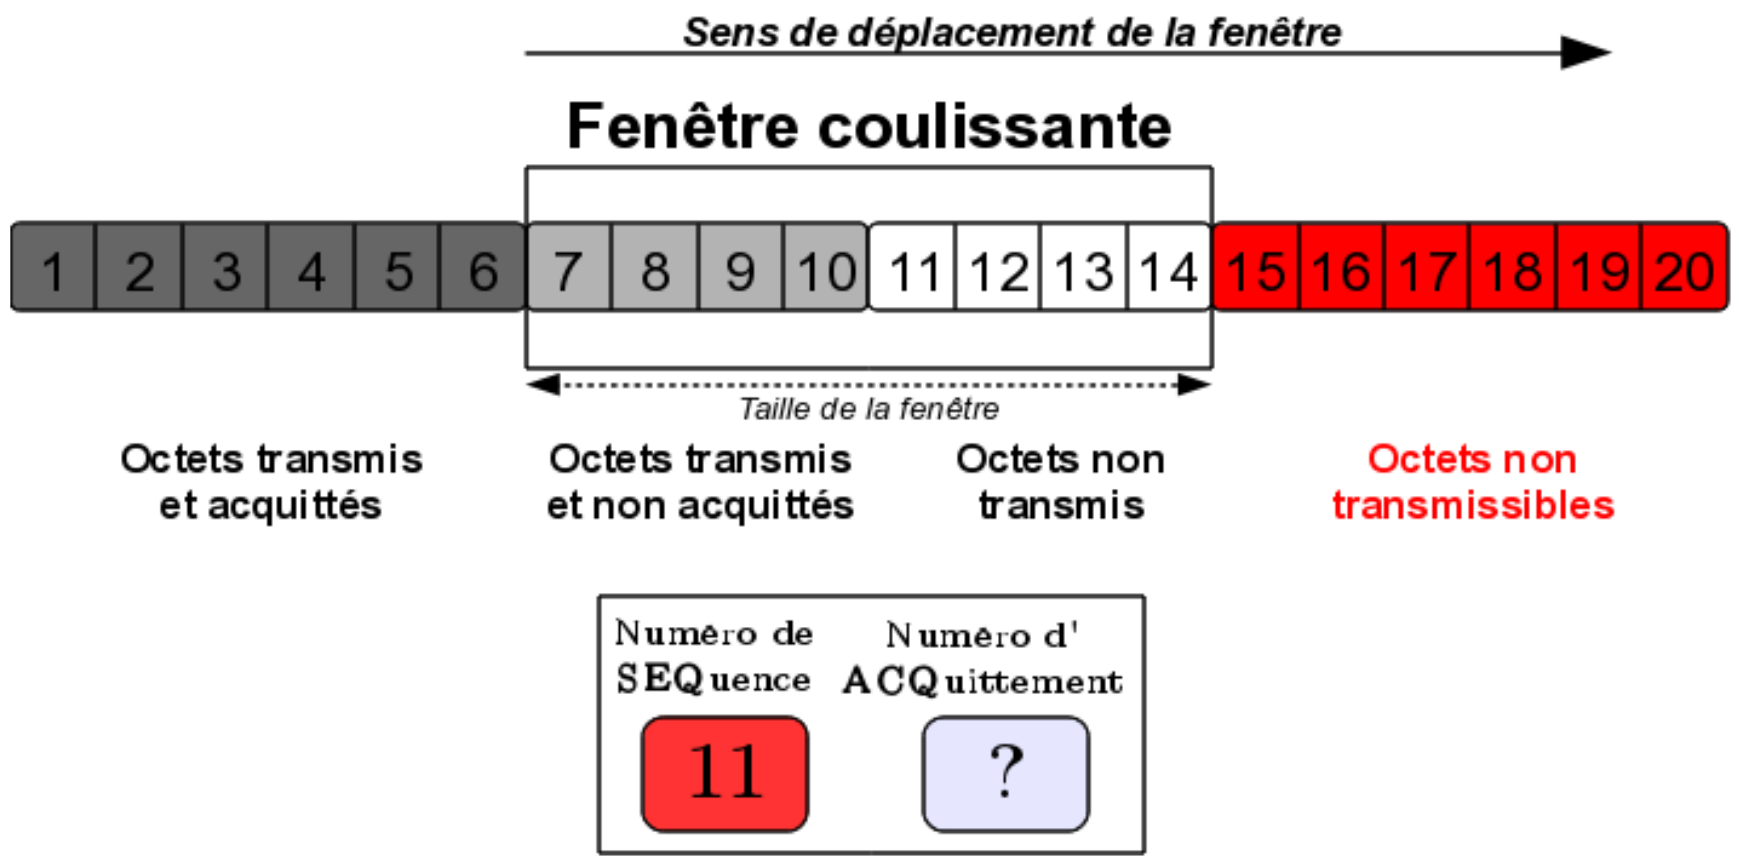 Sens de déplacement de la fenêtre
Fenêtre coulissante
1 2 3 4 5 6 7 8 9 10 11 12 13 14 15 16 17 18 19 20
Taille de la fenêtre
Octets transmis
et acquittés
Octets transmis
et non acquittés
Octets non
transmis
Octets non
transmissibles
Numéro de
SEQuence
Numéro d'
ACQuittement
11
?